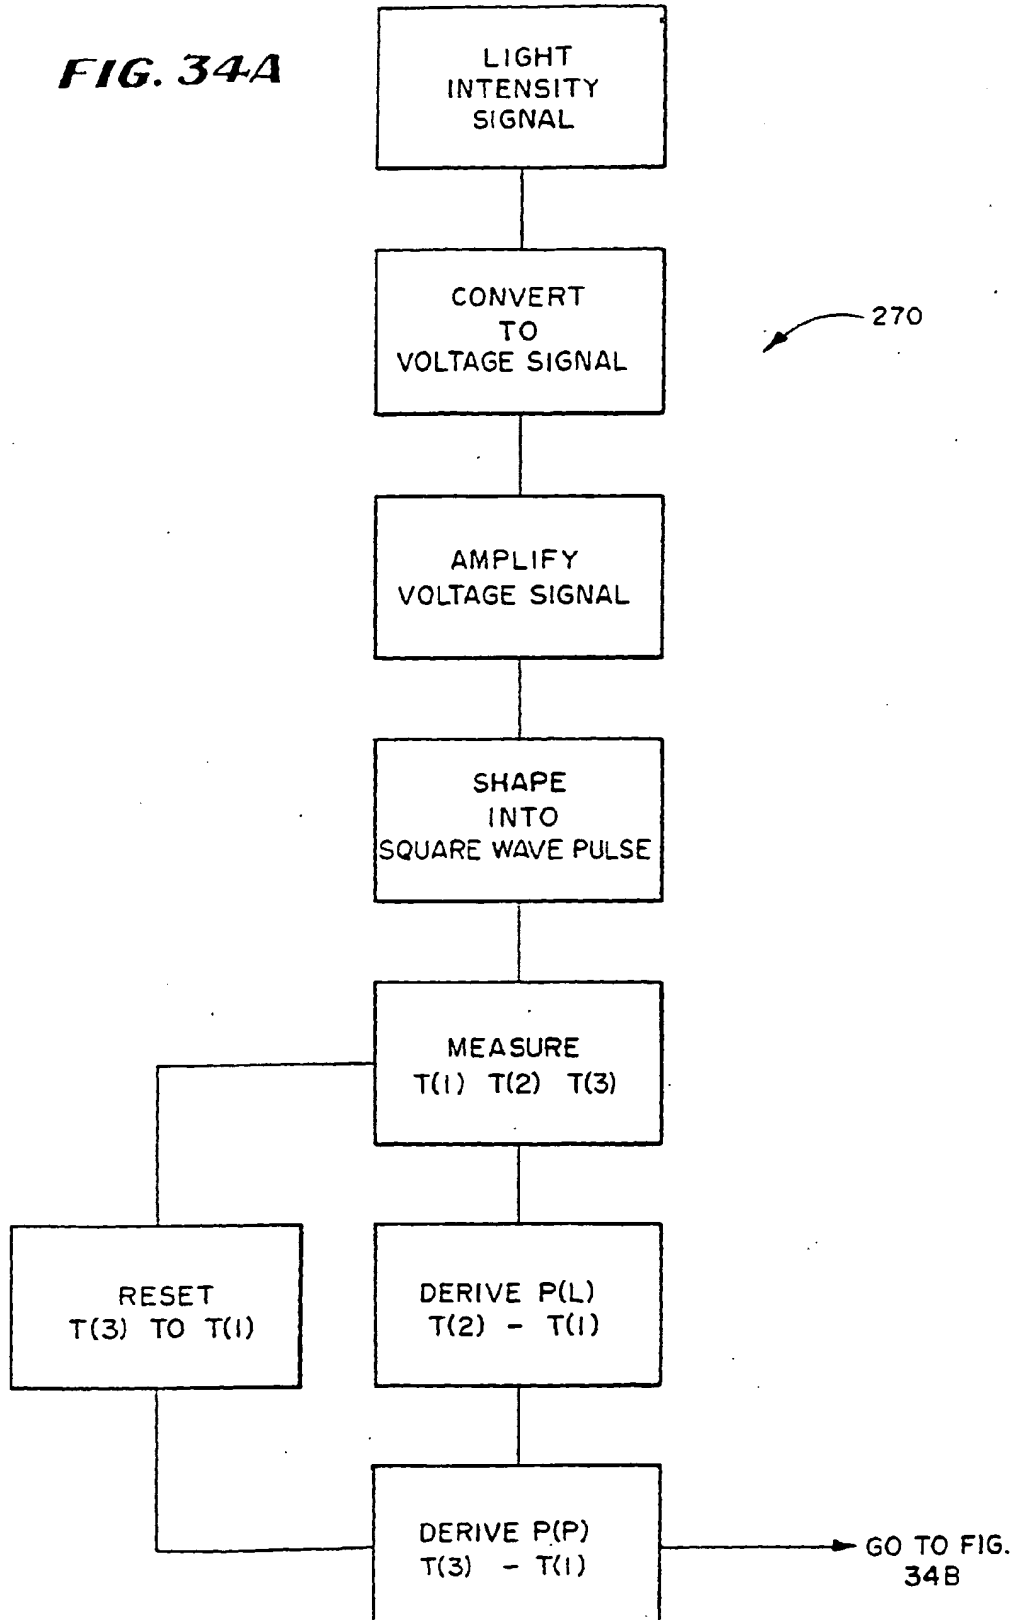 FIG. 34A
LIGHT
INTENSITY
SIGNAL
CONVERT
TO
VOLTAGE SIGNAL
270
AMPLIFY
VOLTAGE SIGNAL
SHAPE
INTO
SQUARE WAVE PULSE
MEASURE
T(1) T(2) T(3)
RESET
T(3) TO T(1)
DERIVE P(L)
T(2) - T(1)
DERIVE P(P)
T(3) - T(1)
GO TO FIG.
34B